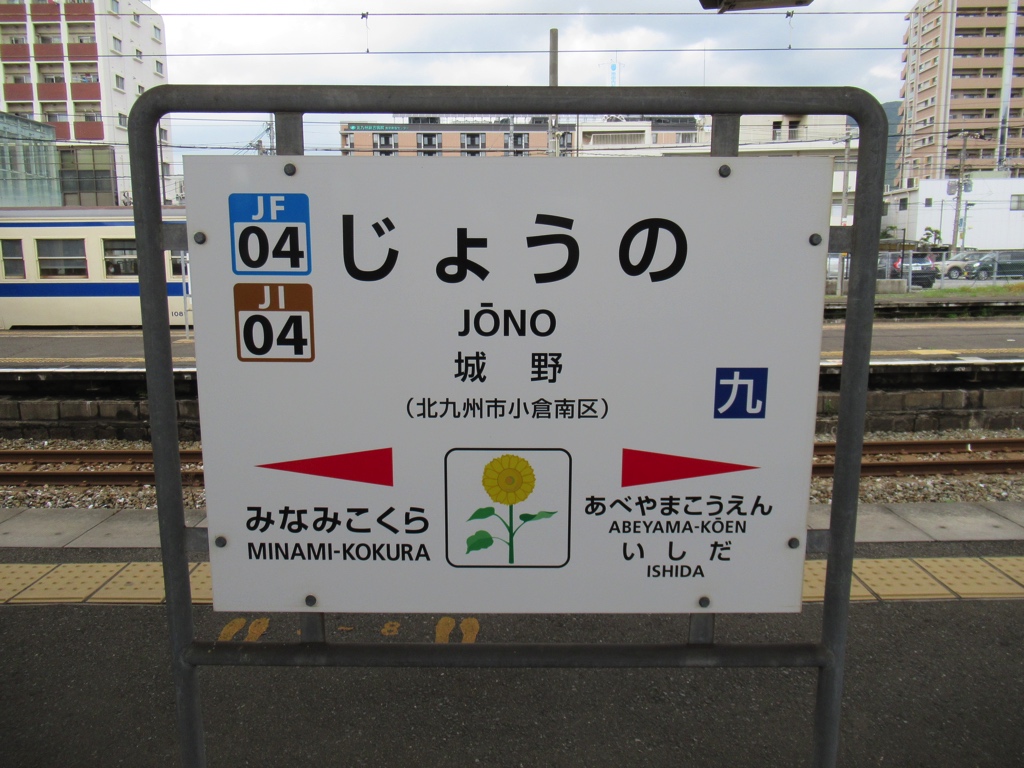 JF
04
JI
04
じょうの
JŌNO
城野
(北九州市小倉南区)
九
みなみこくら
MINAMI-KOKURA
あべやまこうえん
ABEYAMA-KŌEN
いしだ
ISHIDA
108
8